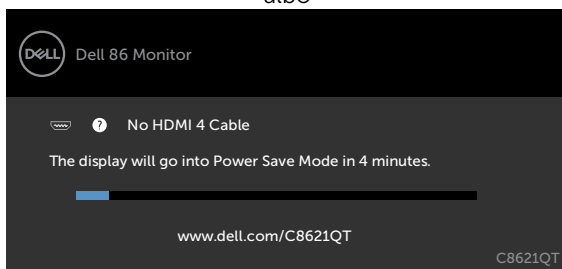 albo
DELL
Dell 86 Monitor
? No HDMI 4 Cable
The display will go into Power Save Mode in 4 minutes.
www.dell.com/C8621QT
C8621QT